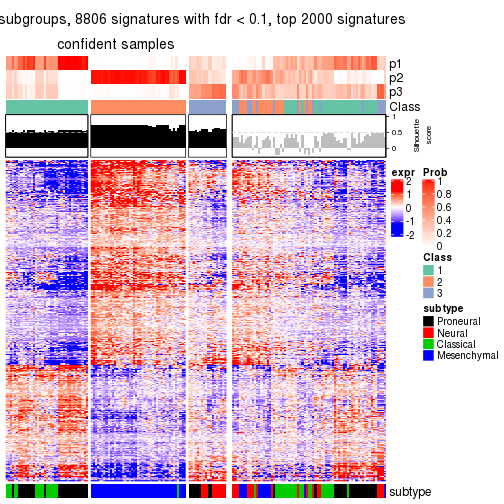 subgroups, 8806 signatures with fdr < 0.1, top 2000 signatures
confident samples
p1
p2
p3
Class
1
0.5
0
Silhouette
score
expr
2
1
0
-1
-2
Prob
1
0.8
0.6
0.4
0.2
0
Class
1
2
3
subtype
Proneural
Neural
Classical
Mesenchymal
subtype